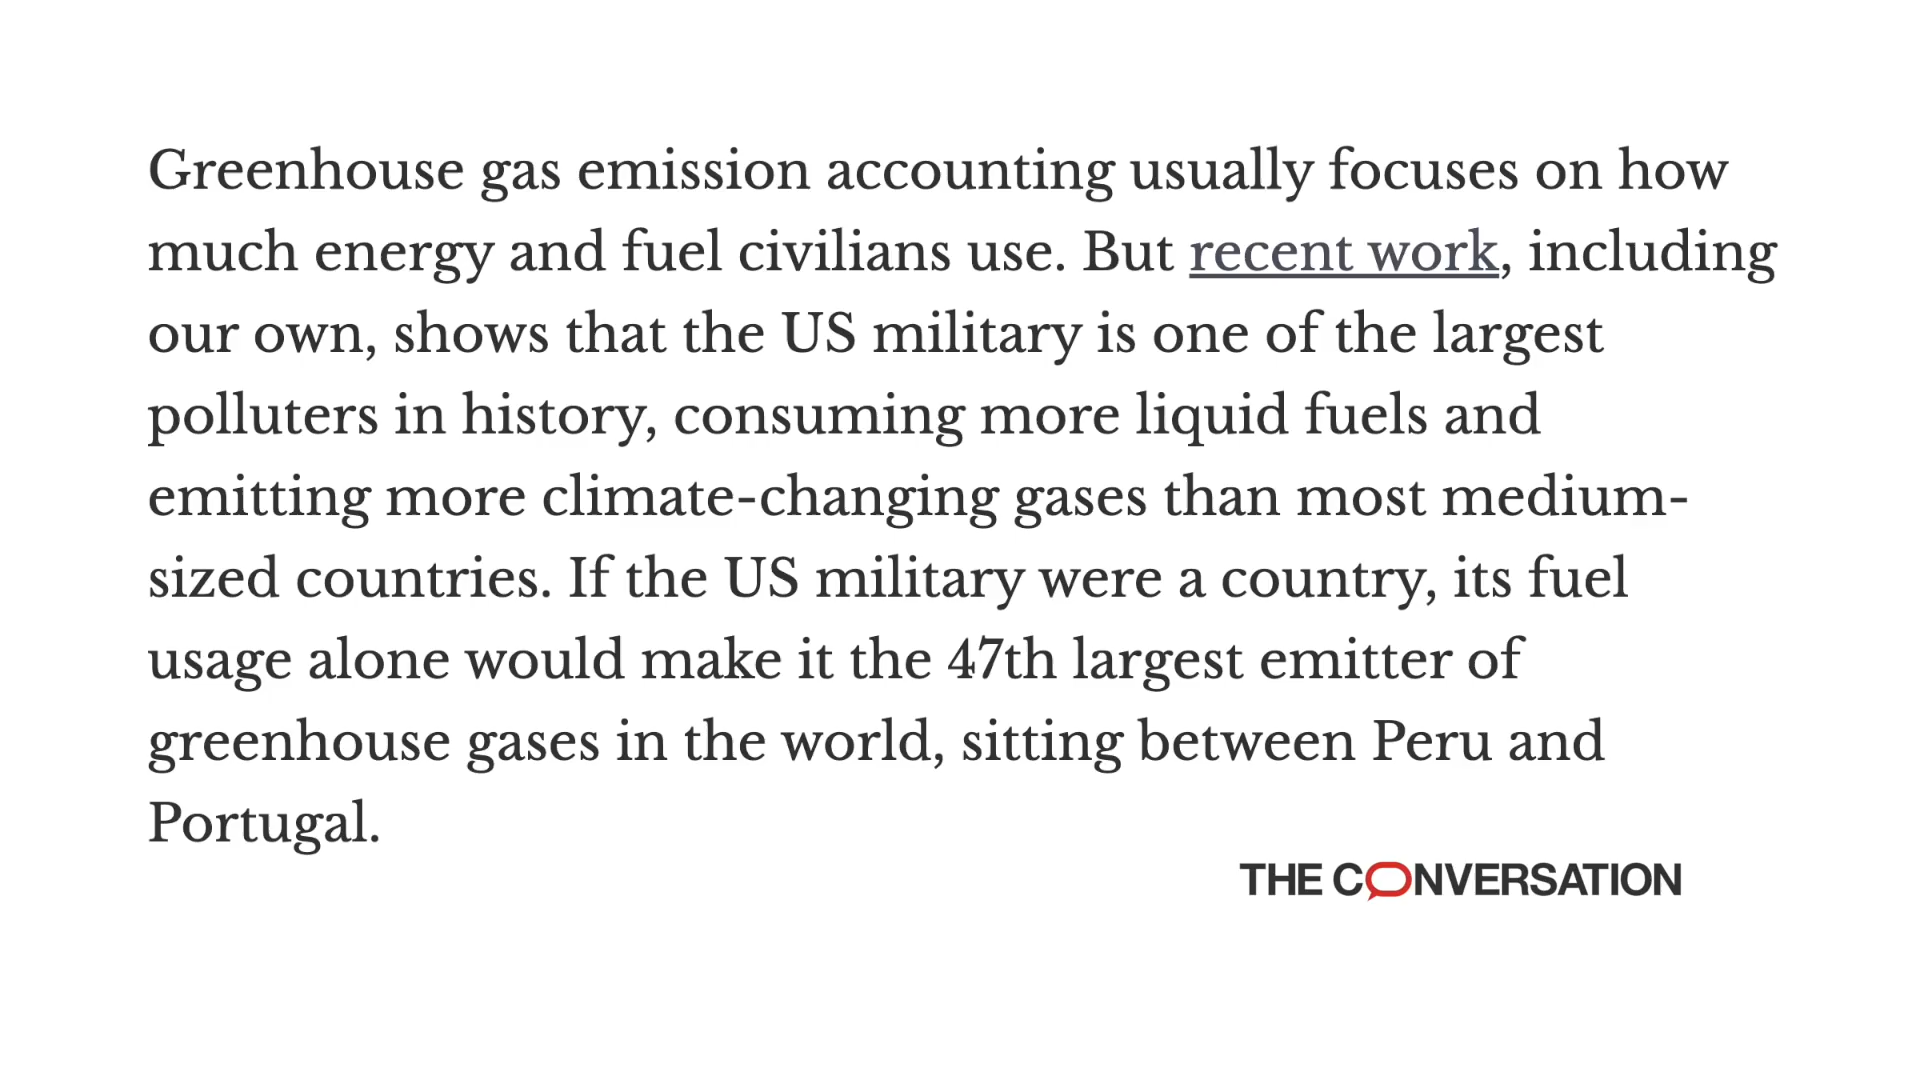 Greenhouse gas emission accounting usually focuses on how
much energy and fuel civilians use. But recent work, including
our own, shows that the US military is one of the largest
polluters in history, consuming more liquid fuels and
emitting more climate-changing gases than most medium-
sized countries. If the US military were a country, its fuel
usage alone would make it the 47th largest emitter of
greenhouse gases in the world, sitting between Peru and
Portugal.
THE CONVERSATION